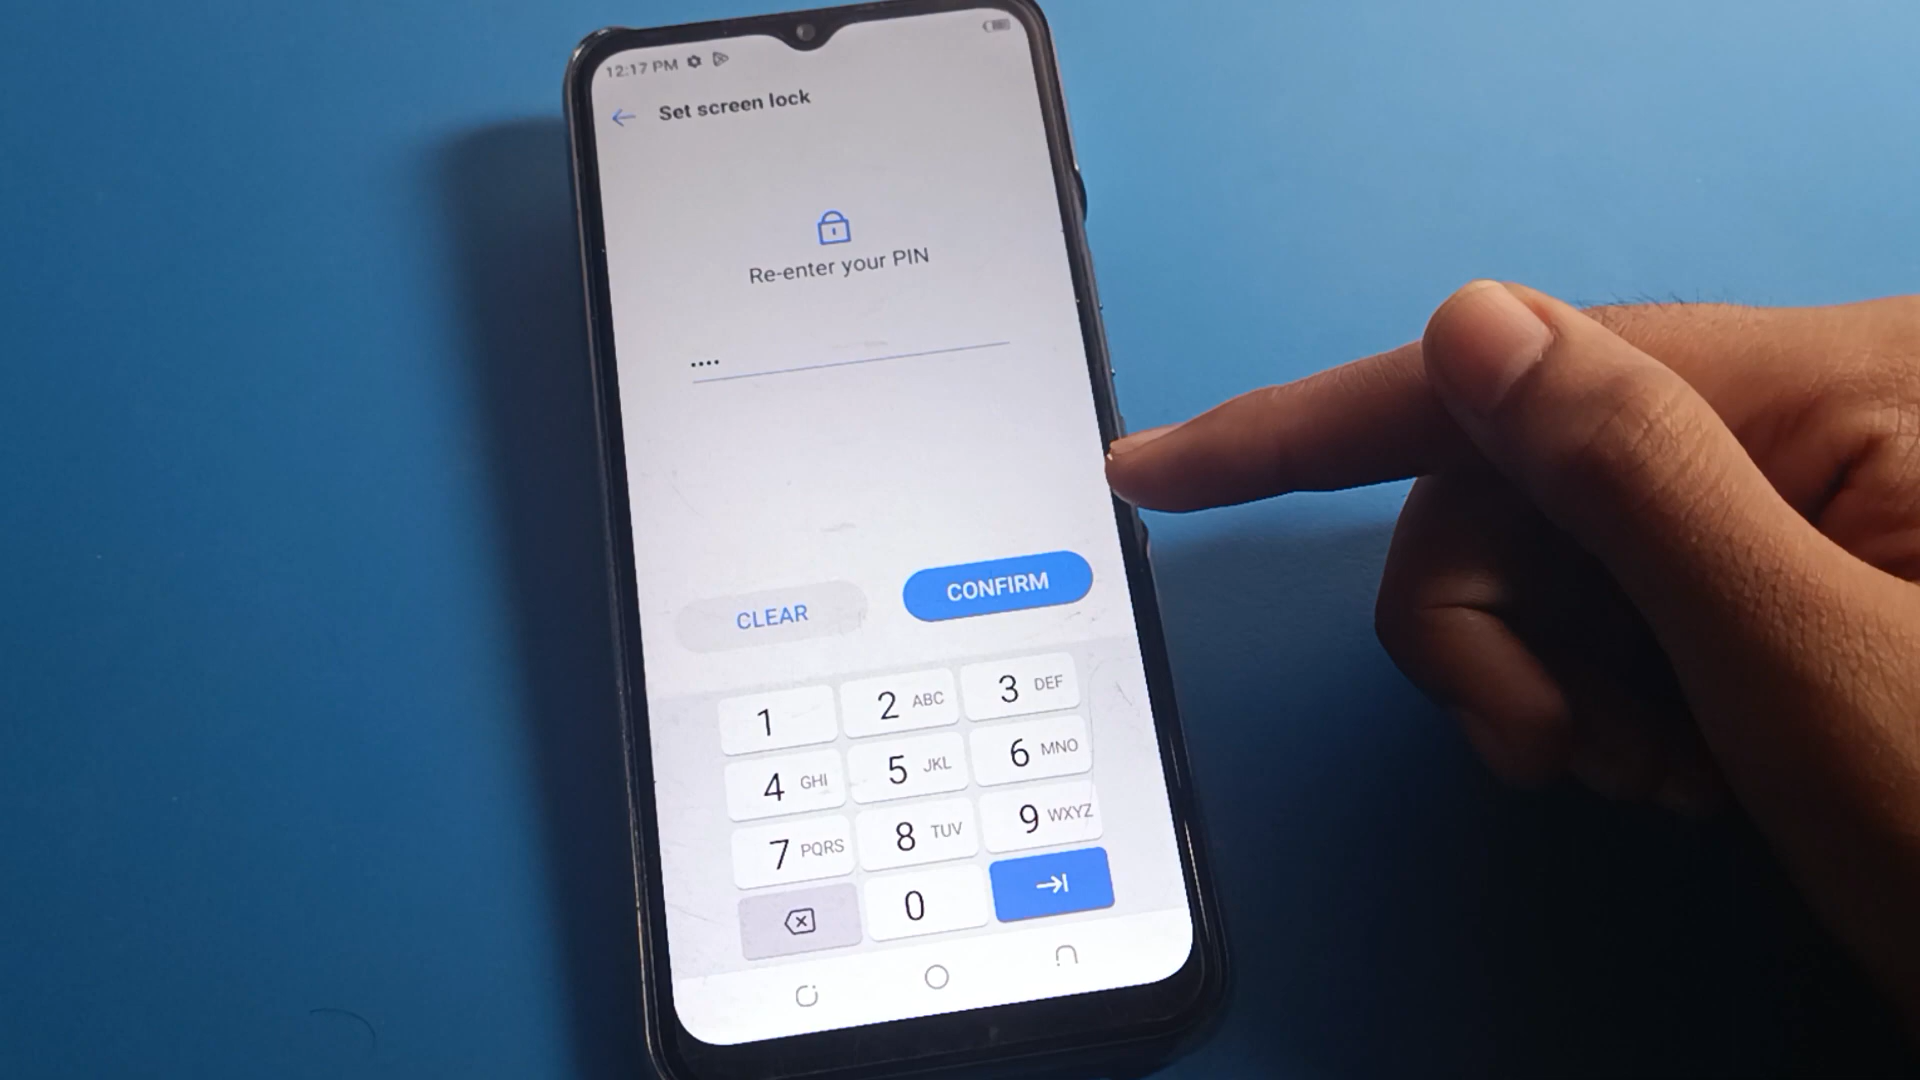 12:17 PM
Set screen lock
Re-enter your PIN
••••
CLEAR
CONFIRM
1
2 ABC
3 DEF
4 GHI
5 JKL
6 MNO
7 PQRS
8 TUV
9 WXYZ
0